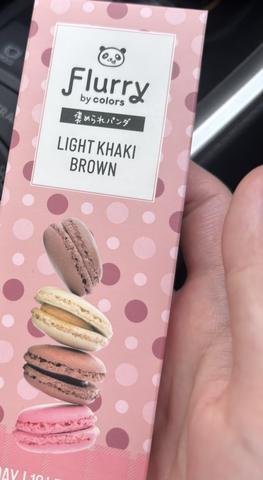 Flurry
by colors
褒められパンダ
LIGHT KHAKI
BROWN